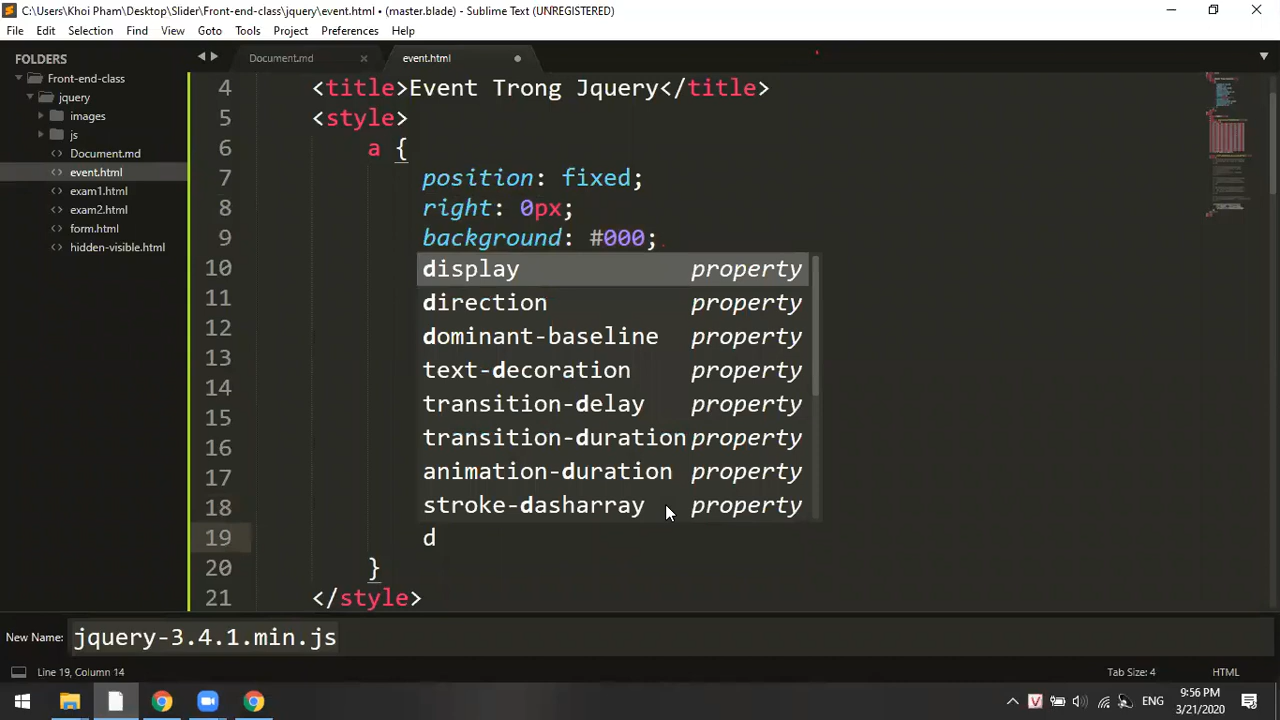 C:\Users\Khoi Pham\Desktop\Slider\Front-end-class\jquery\event.html • (master.blade) - Sublime Text (UNREGISTERED)
File Edit Selection Find View Goto Tools Project Preferences Help
FOLDERS
Front-end-class
jquery
images
js
Document.md
event.html
exam1.html
exam2.html
form.html
hidden-visible.html
Document.md event.html
4 <title>Event Trong Jquery</title>
5 <style>
6 a {
7 position: fixed;
8 right: 0px;
9 background: #000;
10 display property
11 direction property
12 dominant-baseline property
13 text-decoration property
14 transition-delay property
15 transition-duration property
16 animation-duration property
17 stroke-dasharray property
18
19 d
20 }
21 </style>
New Name: jquery-3.4.1.min.js
Line 19, Column 14 Tab Size: 4 HTML
ENG
9:56 PM
3/21/2020